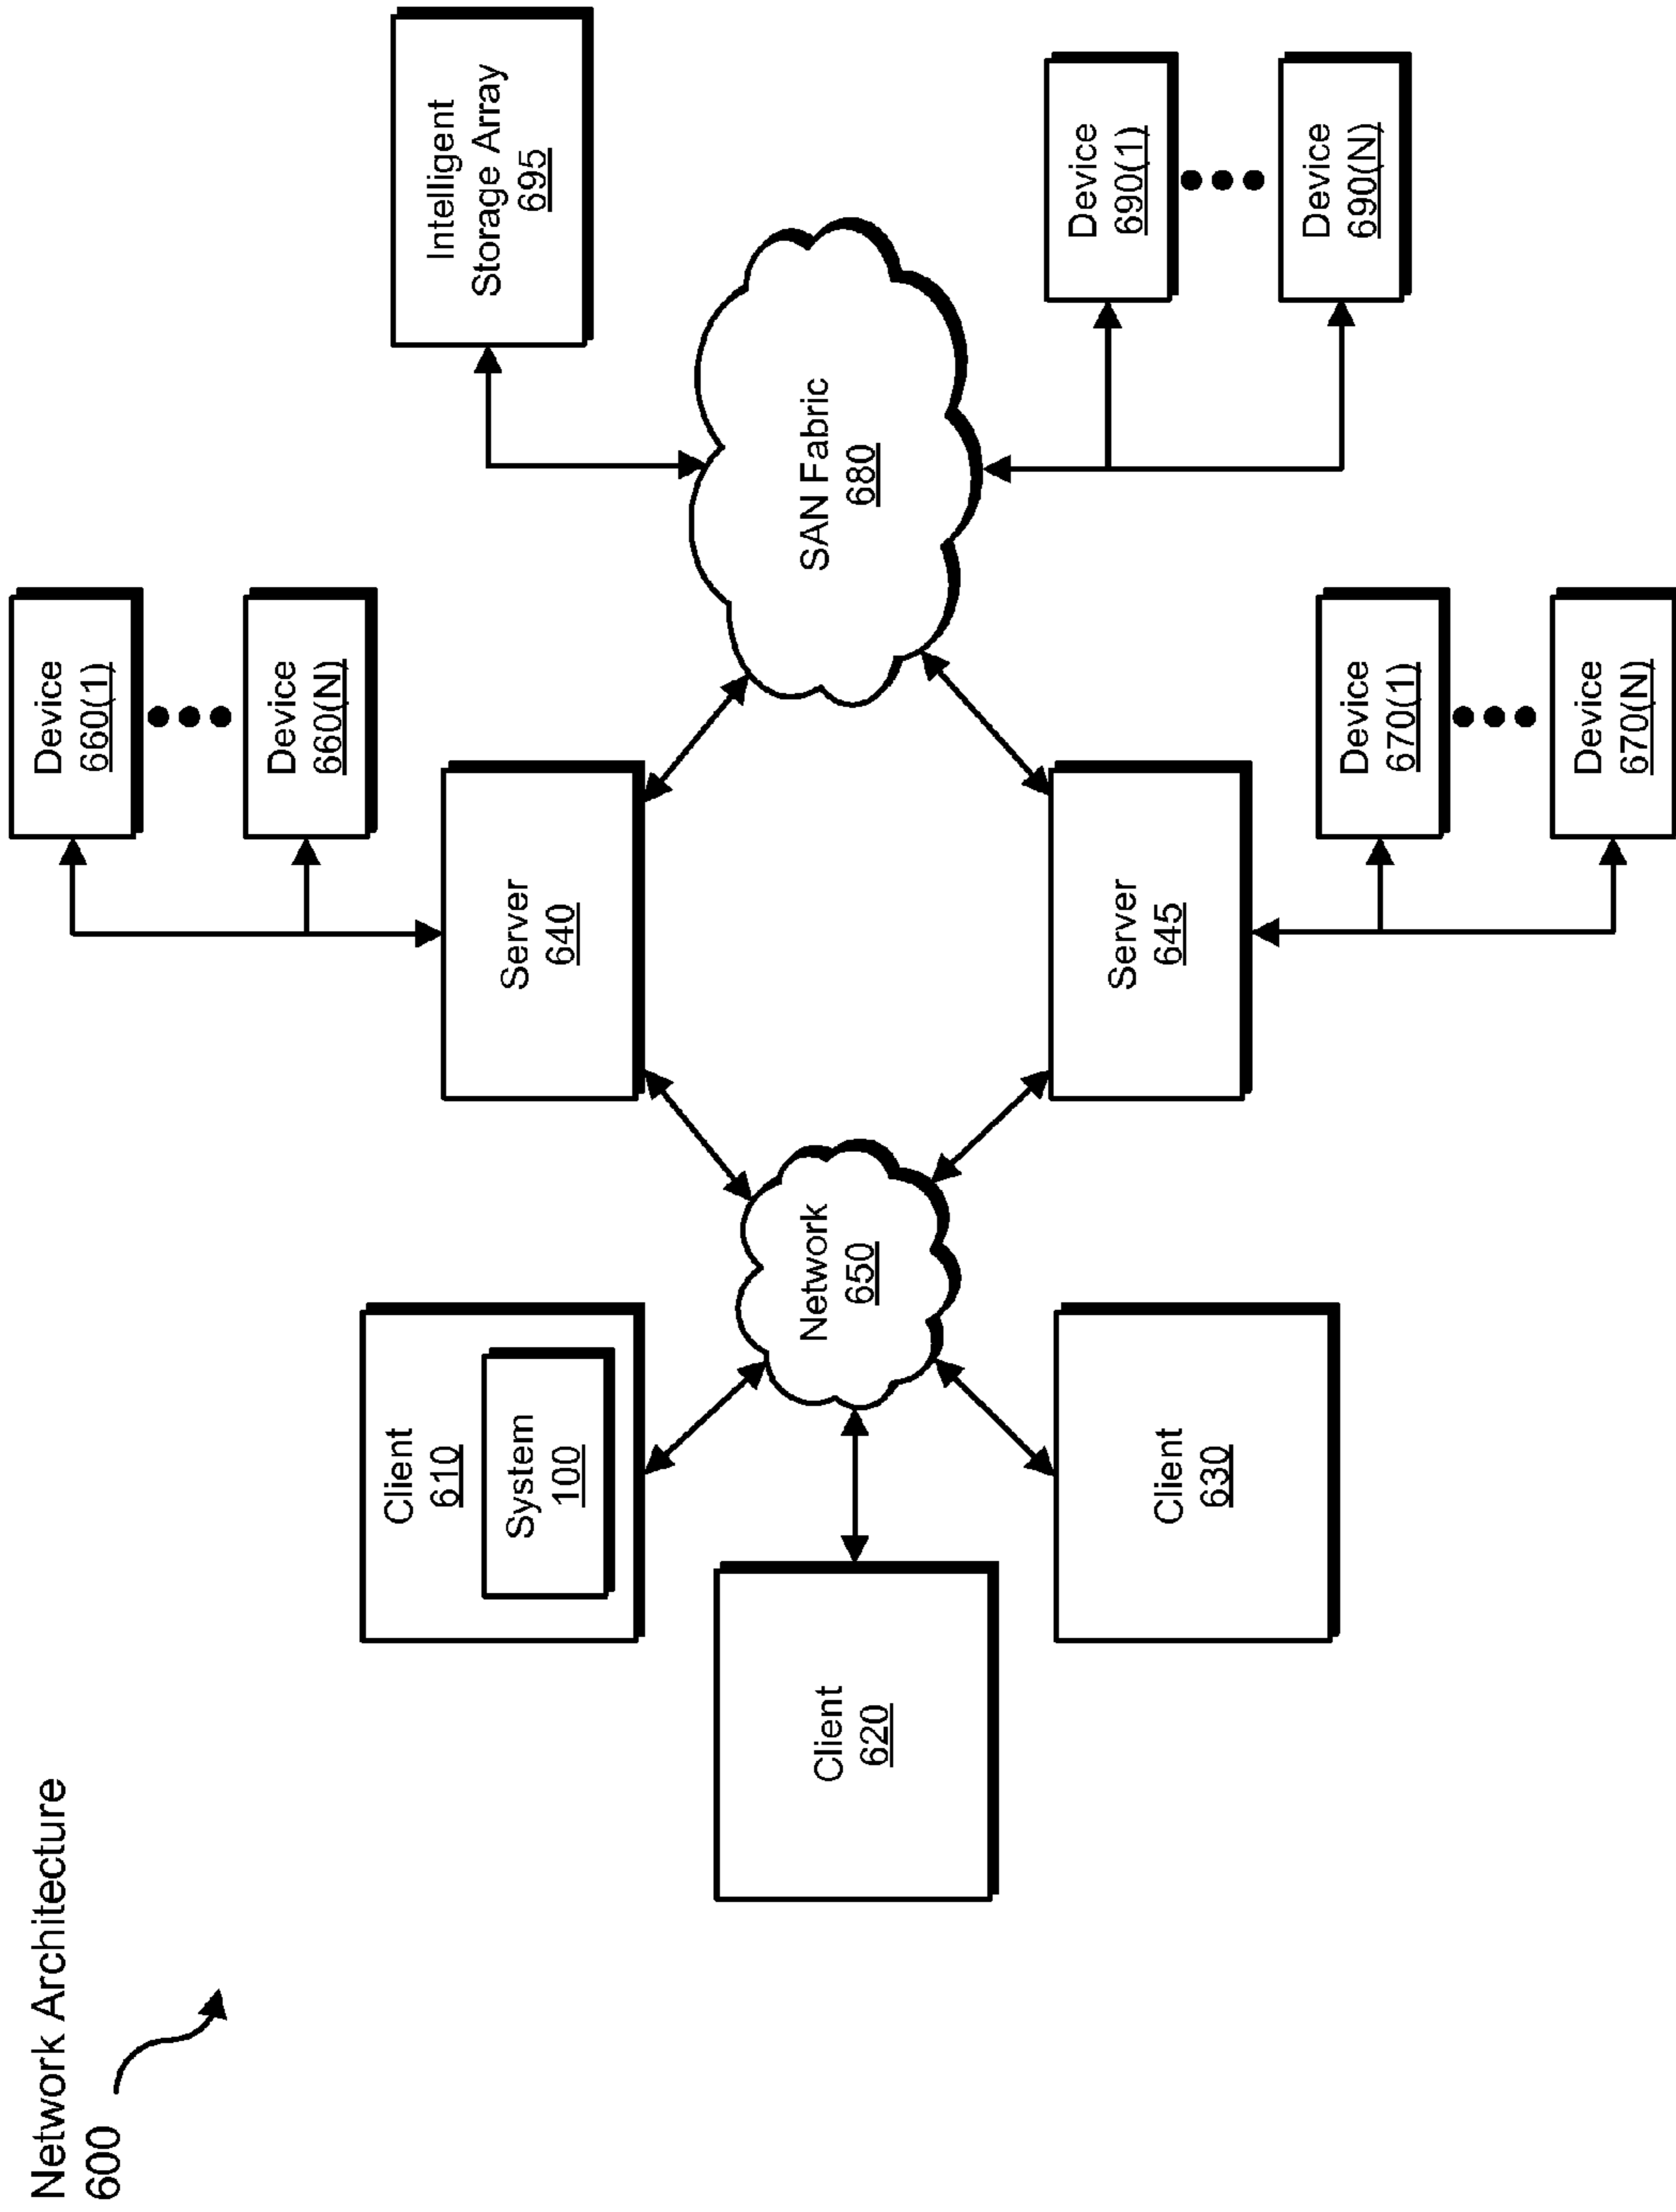 Network Architecture
600
Device
660(1)
Device
660(N)
Intelligent
Storage Array
695
Client
610
System
100
Server
640
Client
620
Network
650
SAN Fabric
680
Client
630
Server
645
Device
690(1)
Device
690(N)
Device
670(1)
Device
670(N)